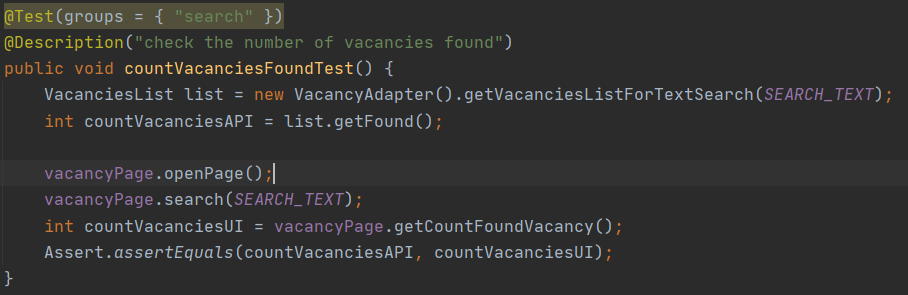 @Test(groups = { "search" })
@Description("check the number of vacancies found")
public void countVacanciesFoundTest() {
    VacanciesList list = new VacancyAdapter().getVacanciesListForTextSearch(SEARCH_TEXT);
    int countVacanciesAPI = list.getFound();

    vacancyPage.openPage();
    vacancyPage.search(SEARCH_TEXT);
    int countVacanciesUI = vacancyPage.getCountFoundVacancy();
    Assert.assertEquals(countVacanciesAPI, countVacanciesUI);
}